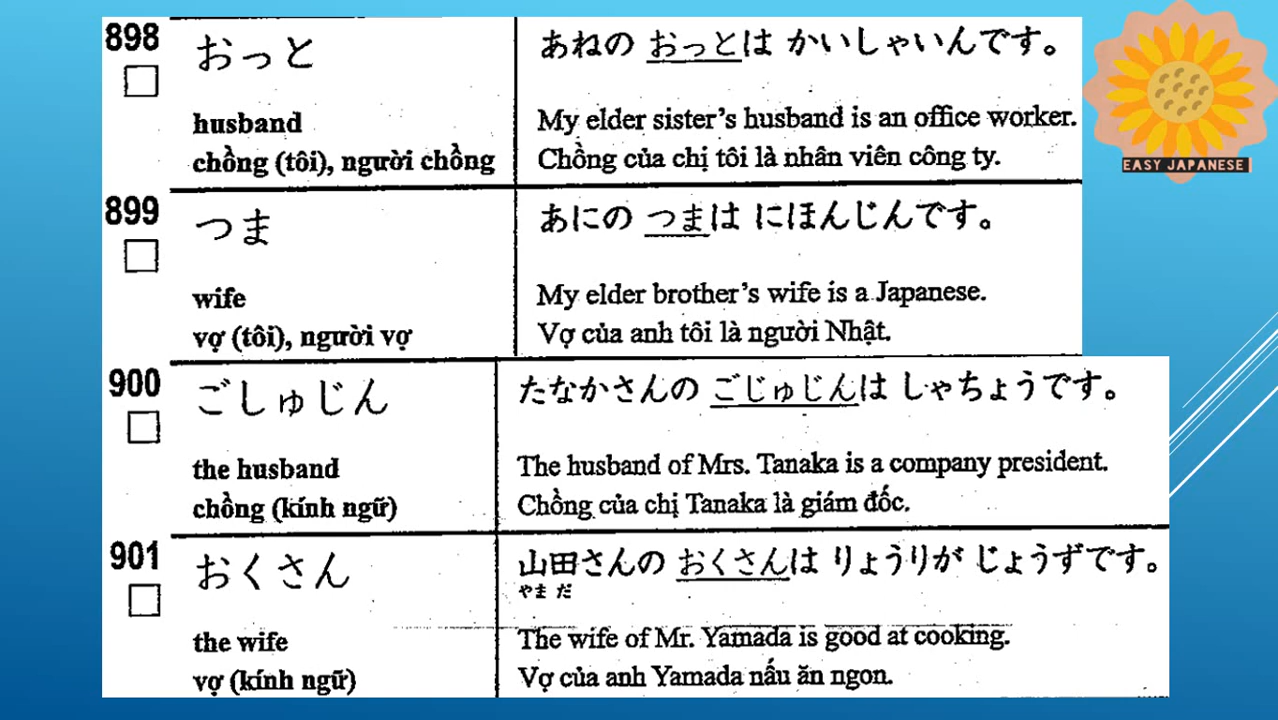 898
おっと
husband
chồng (tôi), người chồng
あねの おっとは かいしゃいんです。
My elder sister's husband is an office worker.
Chồng của chị tôi là nhân viên công ty.
EASY JAPANESE
899
つま
wife
vợ (tôi), người vợ
あにの つまは にほんじんです。
My elder brother's wife is a Japanese.
Vợ của anh tôi là người Nhật.
900
ごしゅじん
the husband
chồng (kính ngữ)
たなかさんの ごじゅじんは しゃちょうです。
The husband of Mrs. Tanaka is a company president.
Chồng của chị Tanaka là giám đốc.
901
おくさん
the wife
vợ (kính ngữ)
山田さんの おくさんは りょうりが じょうずです。
やま だ
The wife of Mr. Yamada is good at cooking.
Vợ của anh Yamada nấu ăn ngon.